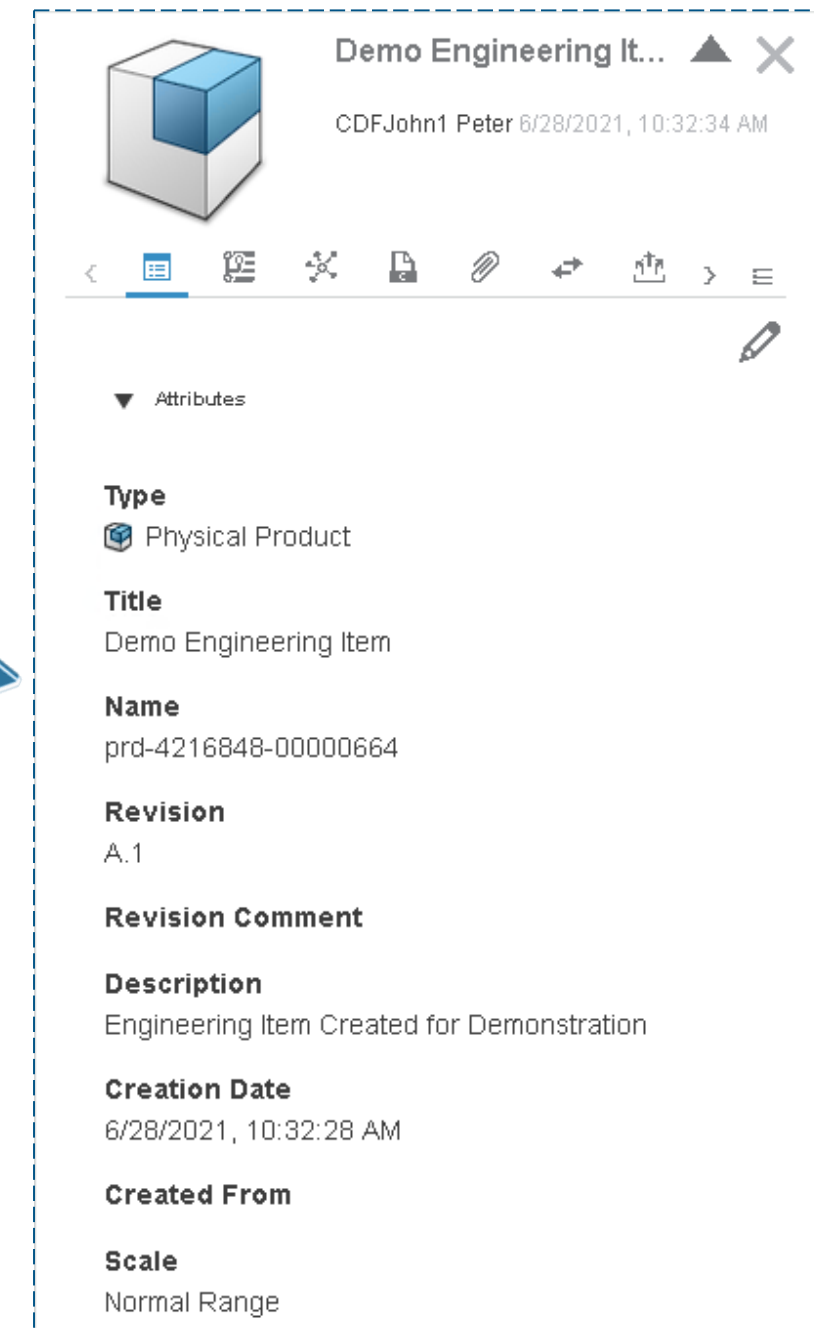 Demo Engineering It...
CDFJohn1 Peter 6/28/2021, 10:32:34 AM
Attributes
Type
Physical Product
Title
Demo Engineering Item
Name
prd-4216848-00000664
Revision
A.1
Revision Comment
Description
Engineering Item Created for Demonstration
Creation Date
6/28/2021, 10:32:28 AM
Created From
Scale
Normal Range